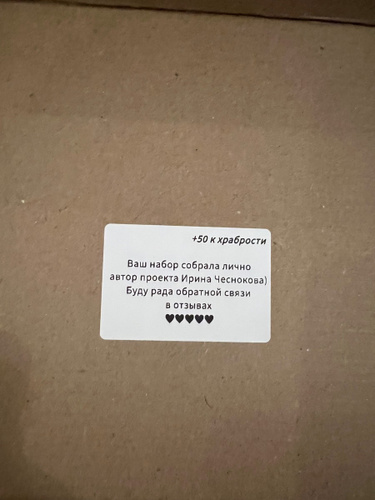 +50 к храбрости
Ваш набор собрала лично
автор проекта Ирина Чеснокова)
Буду рада обратной связи
в отзывах
♥♥♥♥♥